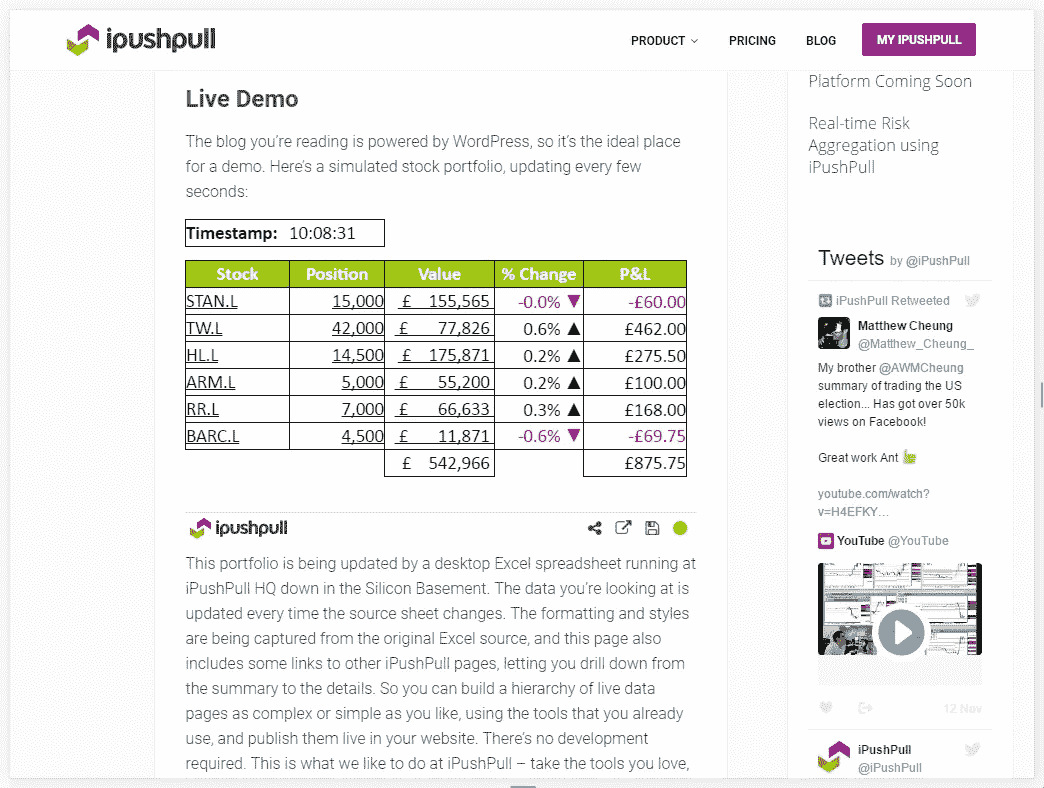 ipushpull
PRODUCT
PRICING
BLOG
MY IPUSHPULL
Live Demo
The blog you're reading is powered by WordPress, so it's the ideal place
for a demo. Here's a simulated stock portfolio, updating every few
seconds:
Timestamp: 10:08:31
Stock Position Value % Change P&L
STAN.L 15,000 £ 155,565 -0.0% ▼ -£60.00
TW.L 42,000 £ 77,826 0.6% ▲ £462.00
HL.L 14,500 £ 175,871 0.2% ▲ £275.50
ARM.L 5,000 £ 55,200 0.2% ▲ £100.00
RR.L 7,000 £ 66,633 0.3% ▲ £168.00
BARC.L 4,500 £ 11,871 -0.6% ▼ -£69.75
£ 542,966 £875.75
ipushpull
This portfolio is being updated by a desktop Excel spreadsheet running at
iPushPull HQ down in the Silicon Basement. The data you're looking at is
updated every time the source sheet changes. The formatting and styles
are being captured from the original Excel source, and this page also
includes some links to other iPushPull pages, letting you drill down from
the summary to the details. So you can build a hierarchy of live data
pages as complex or simple as you like, using the tools that you already
use, and publish them live in your website. There's no development
required. This is what we like to do at iPushPull – take the tools you love,
Platform Coming Soon
Real-time Risk
Aggregation using
iPushPull
Tweets by @iPushPull
iPushPull Retweeted
Matthew Cheung
@Matthew_Cheung_
My brother @AWMCheung
summary of trading the US
election... Has got over 50k
views on Facebook!
Great work Ant
youtube.com/watch?
v=H4EFKY…
YouTube @YouTube
12 Nov
iPushPull
@iPushPull